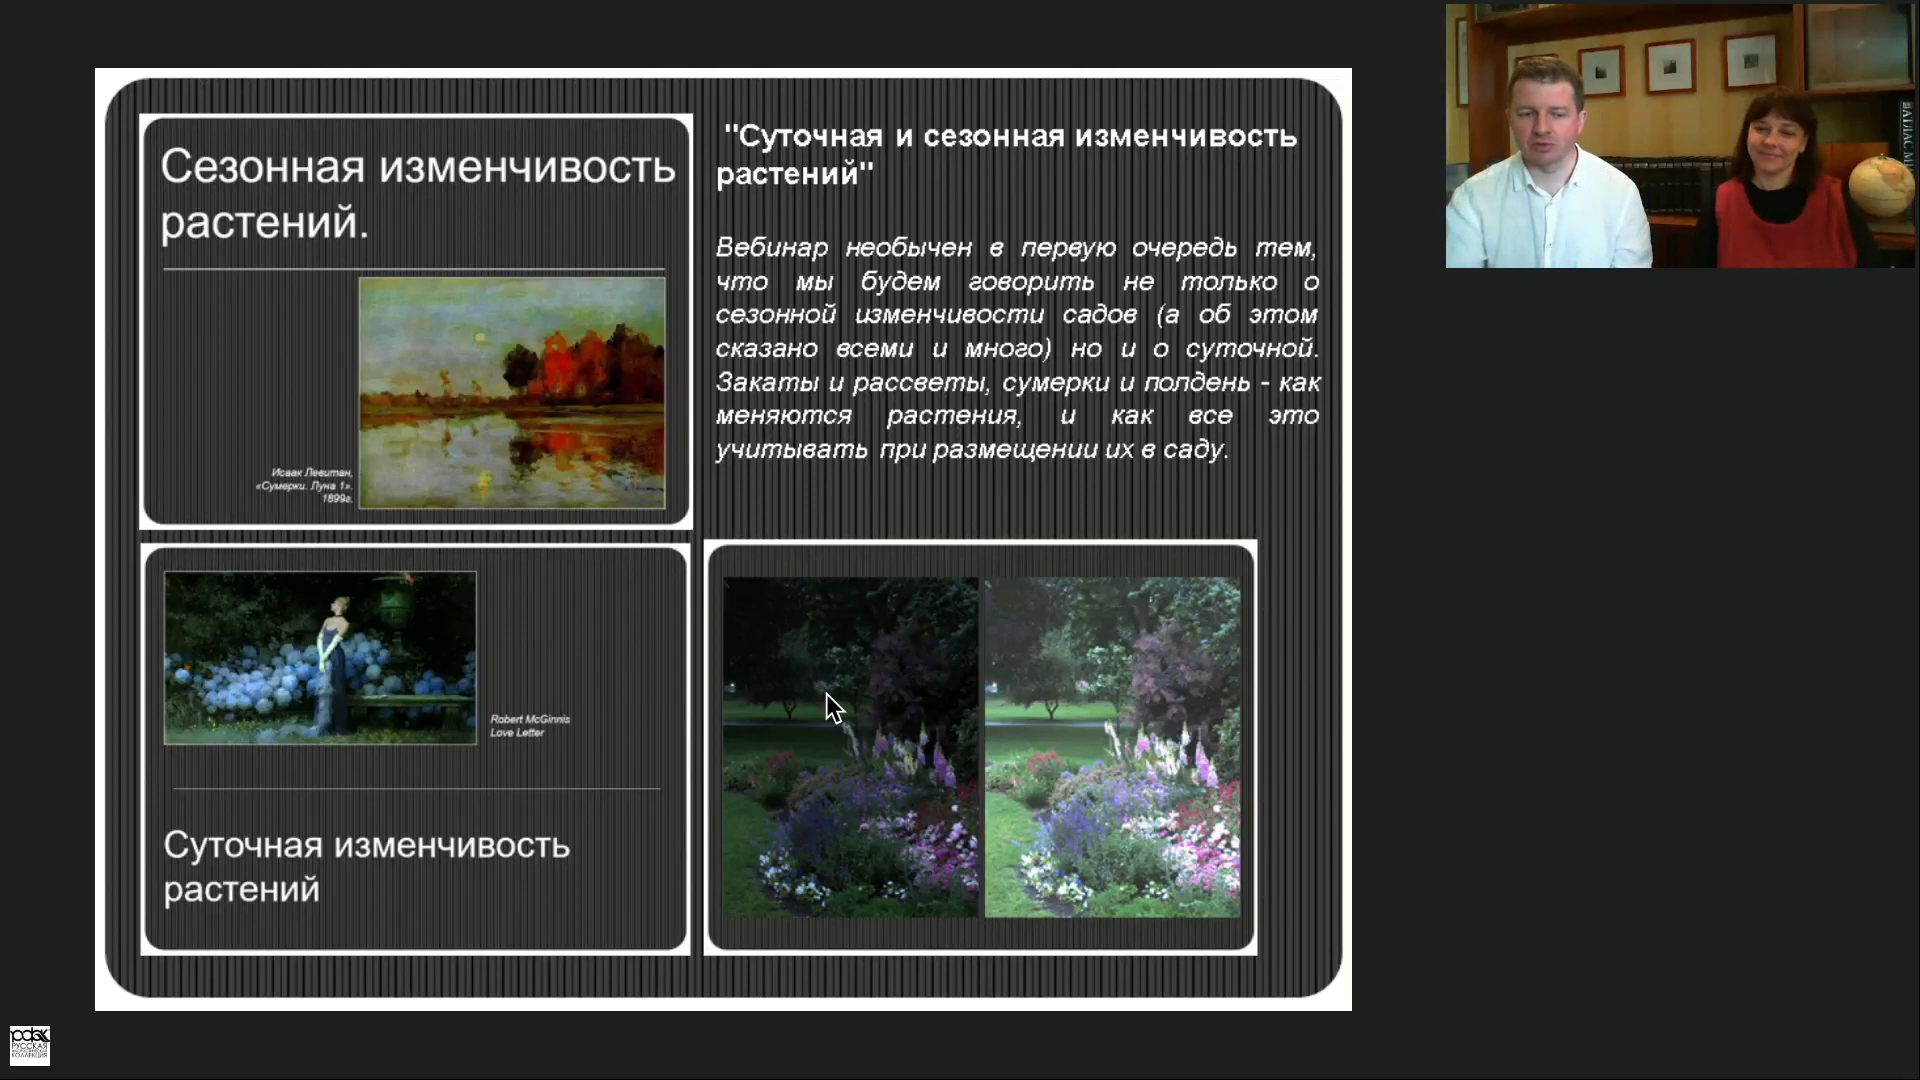 Сезонная изменчивость
растений.
Исаак Левитан,
«Сумерки. Луна 1».
1899г.
"Суточная и сезонная изменчивость
растений"
Вебинар необычен в первую очередь тем,
что мы будем говорить не только о
сезонной изменчивости садов (а об этом
сказано всеми и много) но и о суточной.
Закаты и рассветы, сумерки и полдень - как
меняются растения, и как все это
учитывать при размещении их в саду.
Robert McGinnis
Love Letter
Суточная изменчивость
растений
РУССКАЯ
КОЛЛЕКЦИЯ